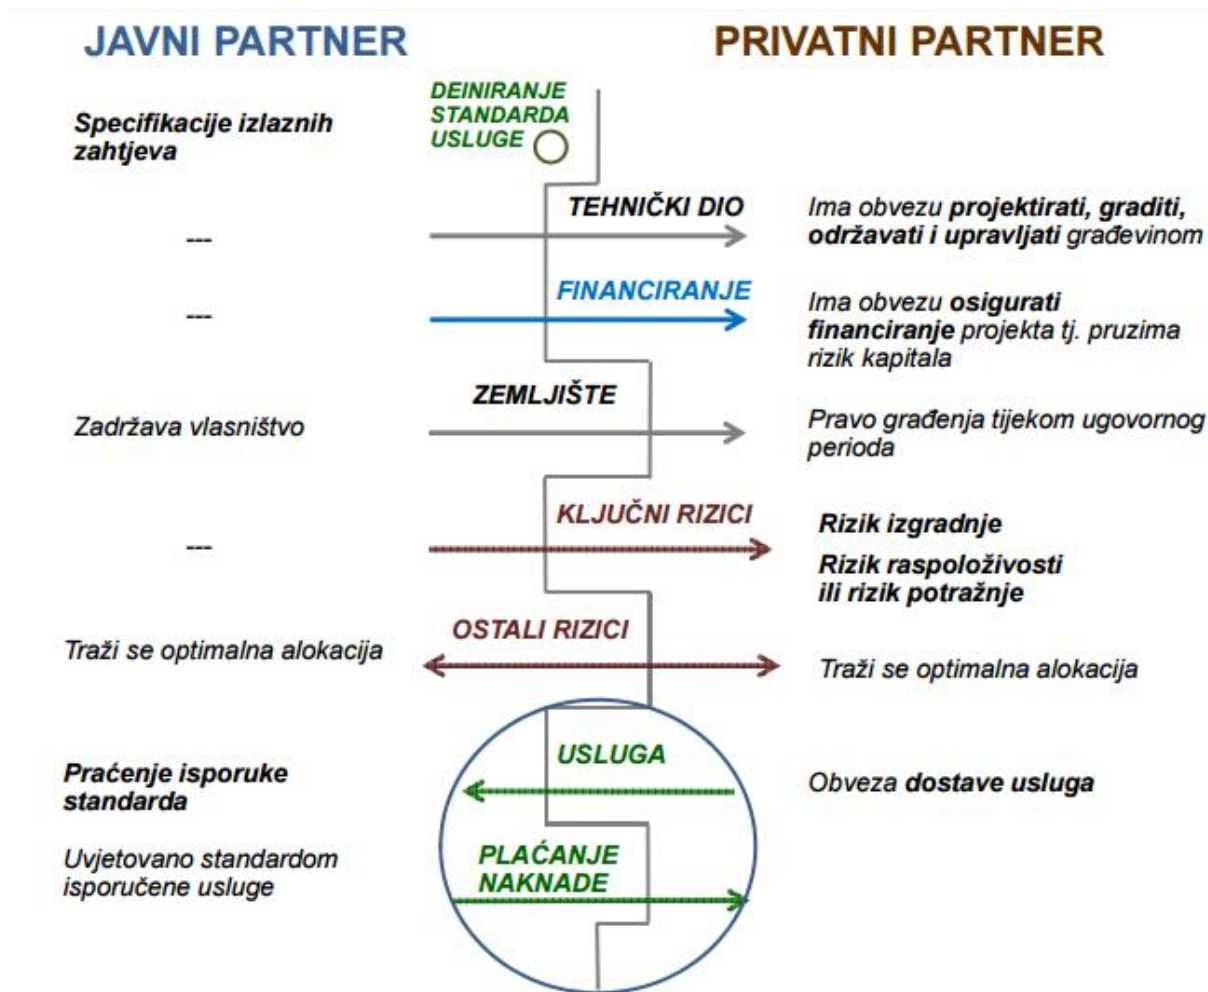 JAVNI PARTNER
PRIVATNI PARTNER
Specifikacije izlaznih
zahtjeva
DEINIRANJE
STANDARDA
USLUGE
---
TEHNIČKI DIO
Ima obvezu projektirati, graditi,
održavati i upravljati građevinom
---
FINANCIRANJE
Ima obvezu osigurati
financiranje projekta tj. pruzima
rizik kapitala
Zadržava vlasništvo
ZEMLJIŠTE
Pravo građenja tijekom ugovornog
perioda
---
KLJUČNI RIZICI
Rizik izgradnje
Rizik raspoloživosti
ili rizik potražnje
Traži se optimalna alokacija
OSTALI RIZICI
Traži se optimalna alokacija
Praćenje isporuke
standarda
USLUGA
Obveza dostave usluga
Uvjetovano standardom
isporučene usluge
PLAĆANJE
NAKNADE